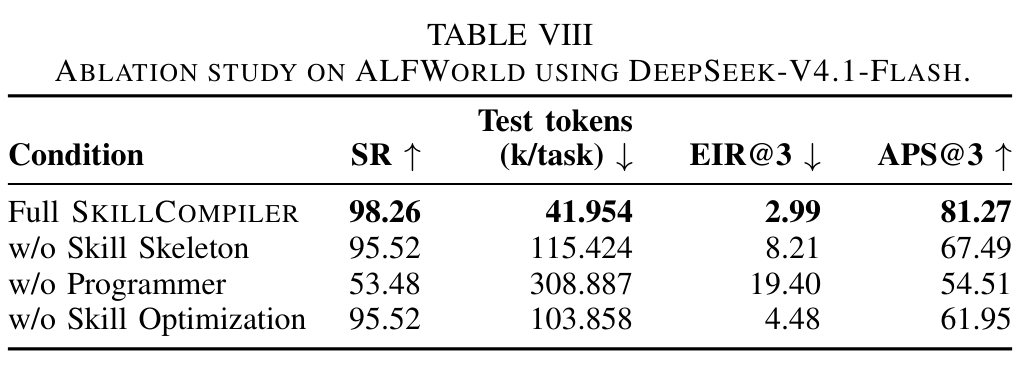 TABLE VIII
ABLATION STUDY ON ALFWORLD USING DEEPSEEK-V4.1-FLASH.
Condition SR ↑ Test tokens (k/task) ↓ EIR@3 ↓ APS@3 ↑
Full SKILLCOMPILER 98.26 41.954 2.99 81.27
w/o Skill Skeleton 95.52 115.424 8.21 67.49
w/o Programmer 53.48 308.887 19.40 54.51
w/o Skill Optimization 95.52 103.858 4.48 61.95